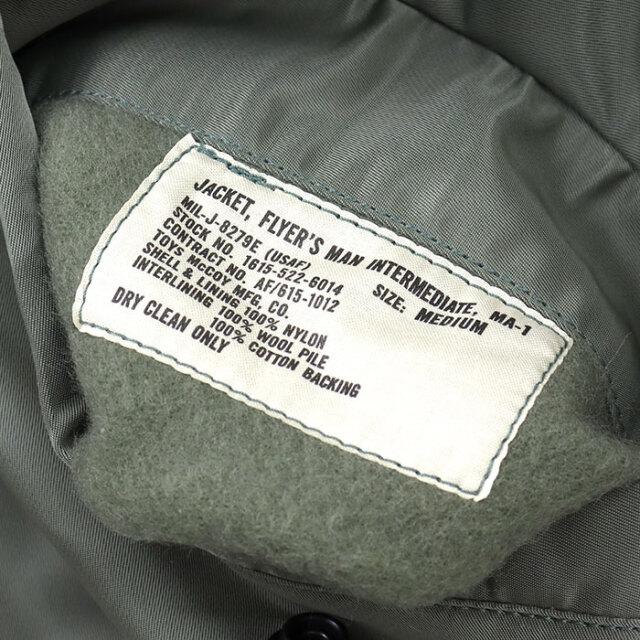 JACKET, FLYER'S MAN INTERMEDIATE, MA-1
MIL-J-8279E (USAF) SIZE: MEDIUM
STOCK NO. 1615-522-6014
CONTRACT NO. AF/615-1012
TOYS McCOY MFG. CO.
SHELL & LINING 100% NYLON
INTERLINING 100% WOOL PILE
100% COTTON BACKING
DRY CLEAN ONLY